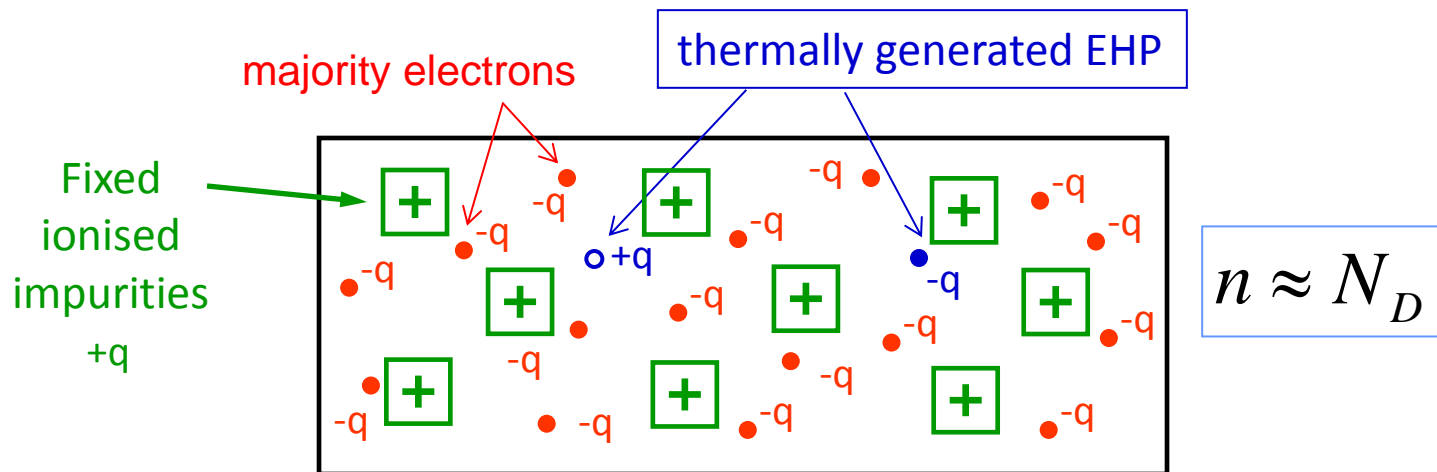 thermally generated EHP
majority electrons
Fixed
ionised
impurities
+q
+
-q
+
-q
+
-q
-q
-q
-q
+q
-q
-q
-q
+
-q
+
+
-q
-q
-q
-q
-q
+
-q
+
-q
+
-q
-q
-q
n ≈ N_D